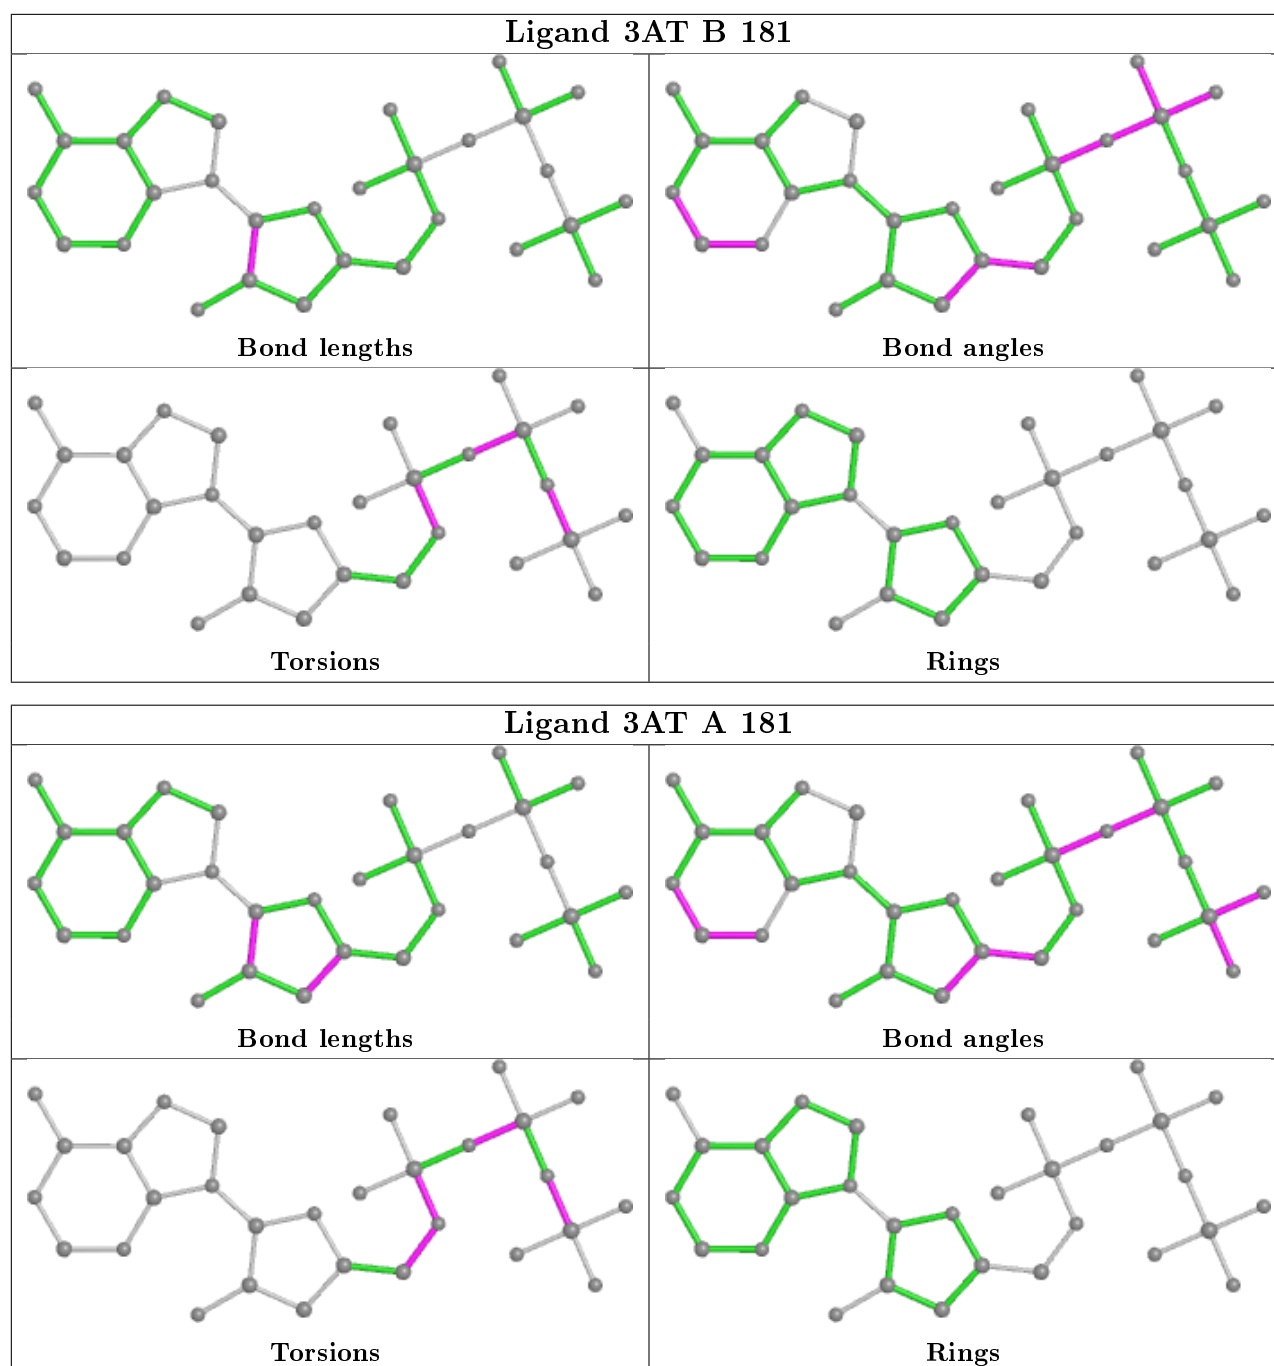 Ligand 3AT B 181
Bond lengths
Bond angles
Torsions
Rings
Ligand 3AT A 181
Bond lengths
Bond angles
Torsions
Rings